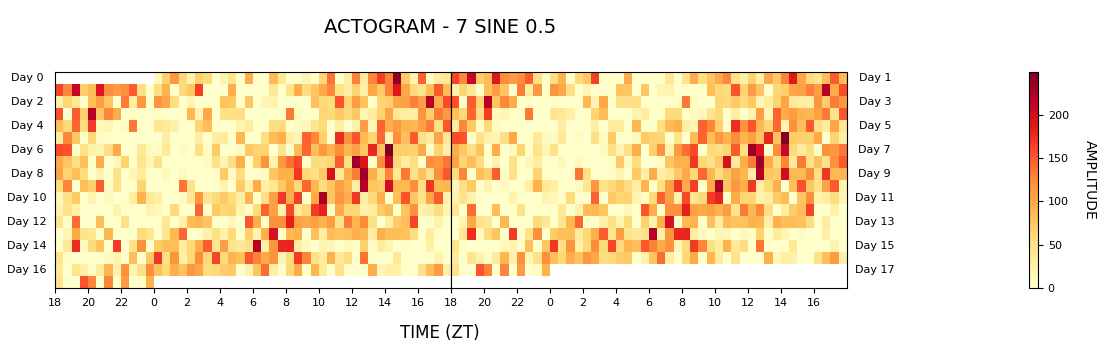 ACTOGRAM - 7 SINE 0.5
Day 0 Day 1
Day 2 Day 3
Day 4 Day 5
Day 6 Day 7
Day 8 Day 9
Day 10 Day 11
Day 12 Day 13
Day 14 Day 15
Day 16 Day 17
18 20 22 0 2 4 6 8 10 12 14 16 18 20 22 0 2 4 6 8 10 12 14 16
TIME (ZT)
200
150
100
50
0
AMPLITUDE